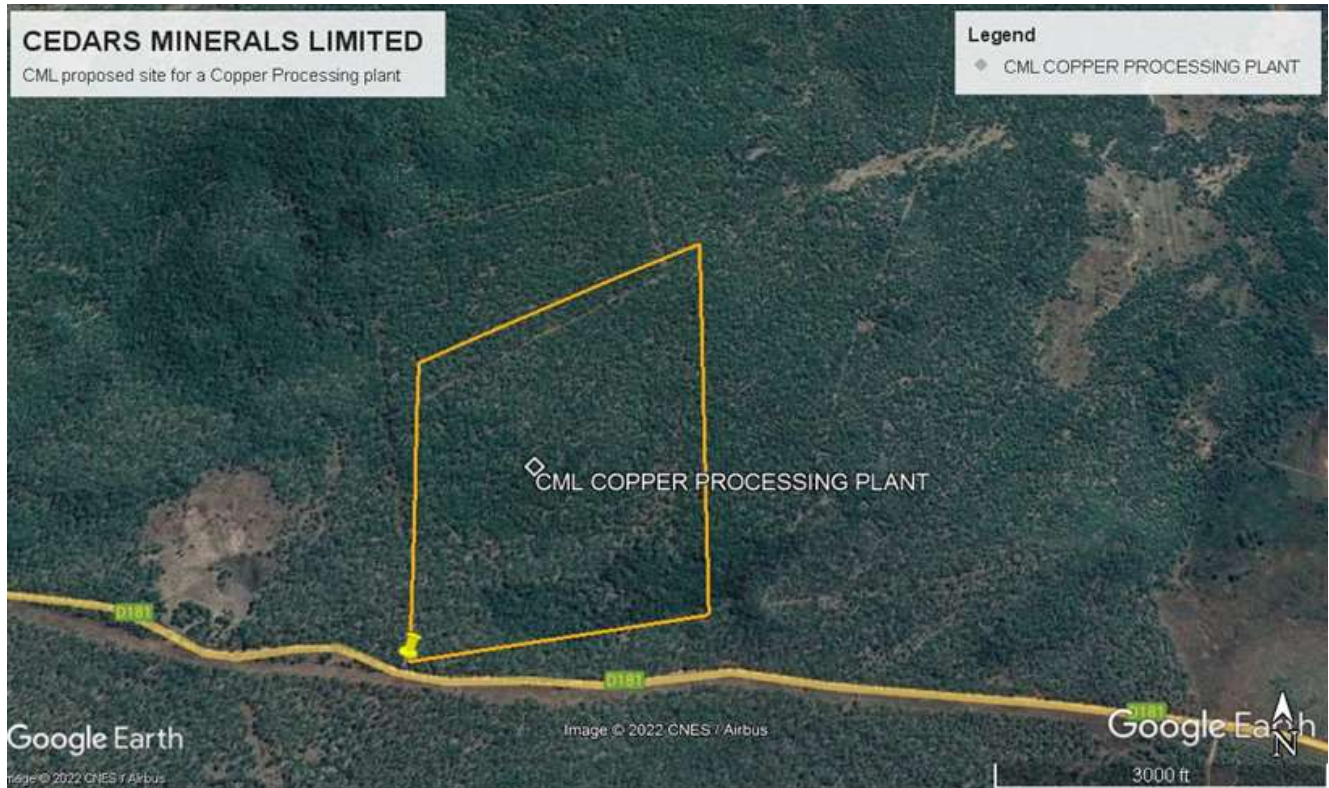 CEDARS MINERALS LIMITED
CML proposed site for a Copper Processing plant
Legend
CML COPPER PROCESSING PLANT
CML COPPER PROCESSING PLANT
D181
D181
D181
Google Earth
Image © 2022 CNES / Airbus
Google Earth
N
Image © 2022 CNES / Airbus
3000 ft